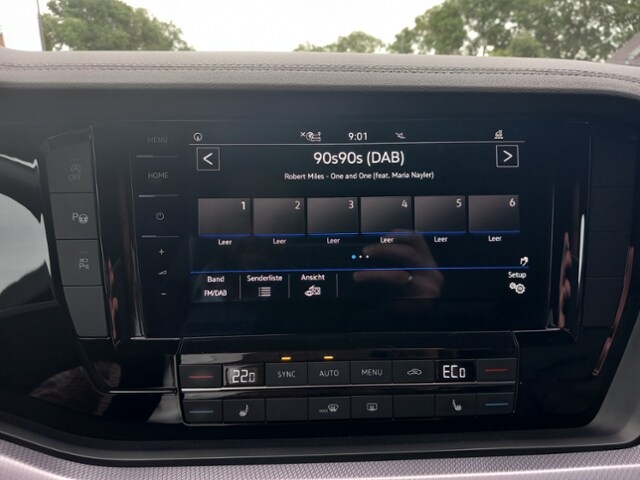 MENU
9:01
90s90s (DAB)
HOME
Robert Miles - One and One (feat. Maria Nayler)
1 2 3 4 5 6
Leer Leer Leer Leer Leer Leer
Band Senderliste Ansicht Setup
FM/DAB
22.0 SYNC AUTO MENU ECO
MAX
P